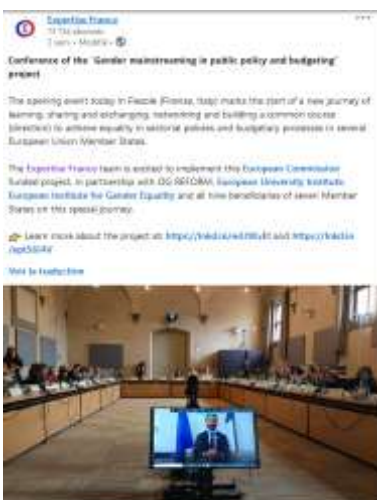 Expertise France
Conference of the 'Gender mainstreaming in public policy and budgeting'
project
The opening event today in Fiesole (Firenze, Italy) marks the start of a new journey of
learning, sharing and exchanging, networking and building a common course
(direction) to achieve equality in sectorial policies and budgetary processes in several
European Union Member States.
The Expertise France team is excited to implement this European Commission
funded project, in partnership with DG REFORM, European University Institute
European Institute for Gender Equality and all nine beneficiaries of seven Member
States on this special journey.
Learn more about the project at: and
Voir la traduction